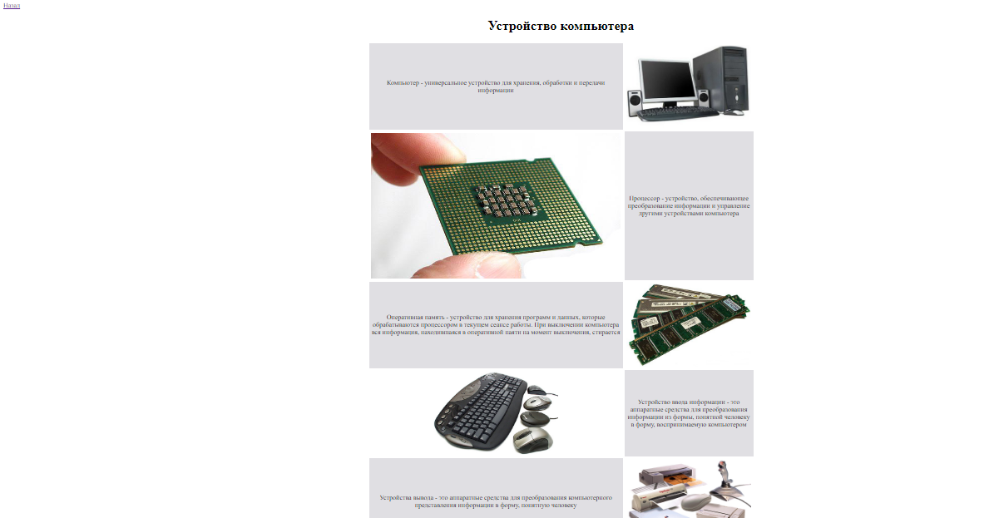 Назад
Устройство компьютера
Компьютер - универсальное устройство для хранения, обработки и передачи
информации
Процессор - устройство, обеспечивающее
преобразование информации и управление
другими устройствами компьютера
Оперативная память - устройство для хранения программ и данных, которые
обрабатываются процессором в текущем сеансе работы. При выключении компьютера
вся информация, находившаяся в оперативной паяти на момент выключения, стирается
Устройство ввода информации - это
аппаратные средства для преобразования
информации из формы, понятной человеку
в форму, воспринимаемую компьютером
Устройства вывода - это аппаратные средства для преобразования компьютерного
представления информации в форму, понятную человеку